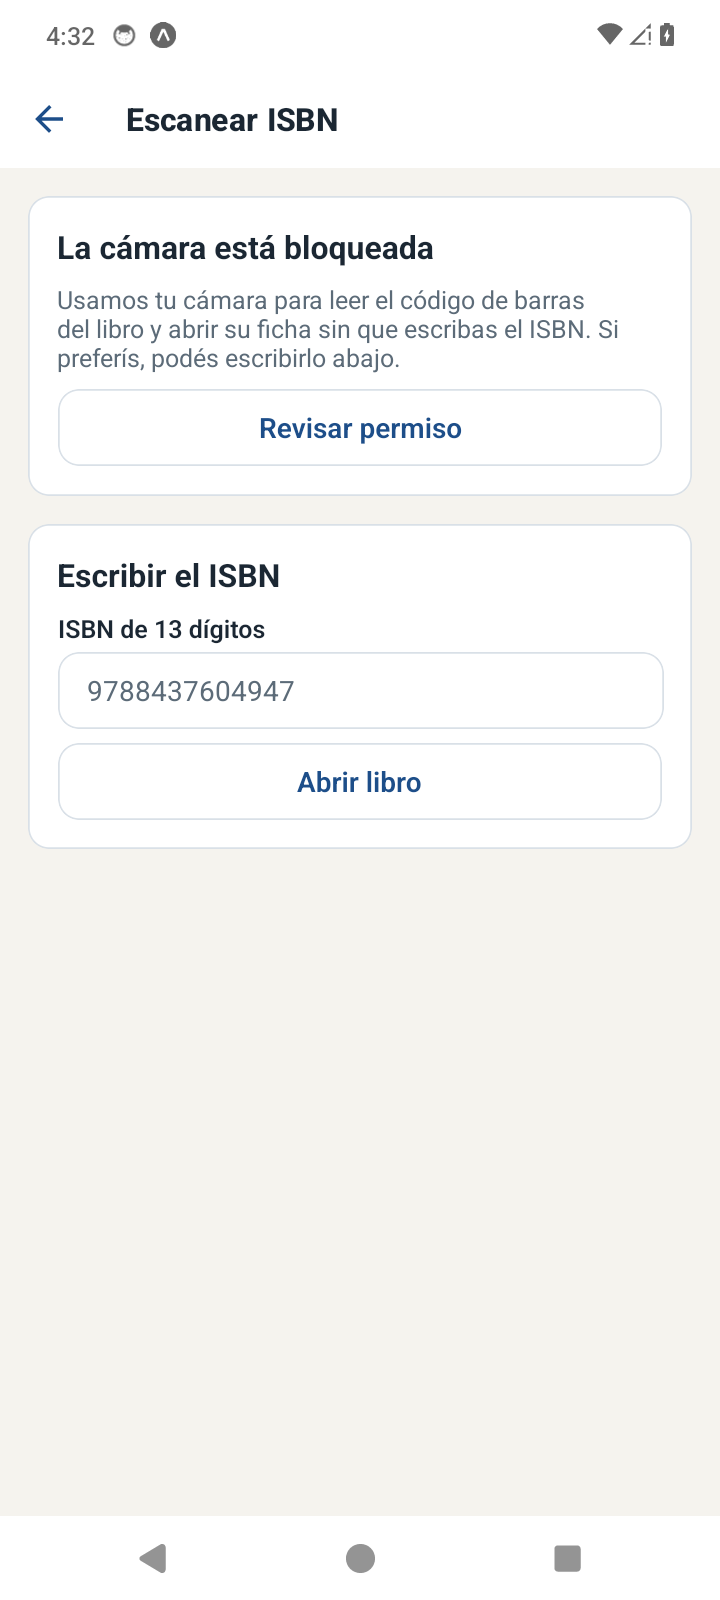 4:32
Escanear ISBN
La cámara está bloqueada
Usamos tu cámara para leer el código de barras
del libro y abrir su ficha sin que escribas el ISBN. Si
preferís, podés escribirlo abajo.
Revisar permiso
Escribir el ISBN
ISBN de 13 dígitos
9788437604947
Abrir libro